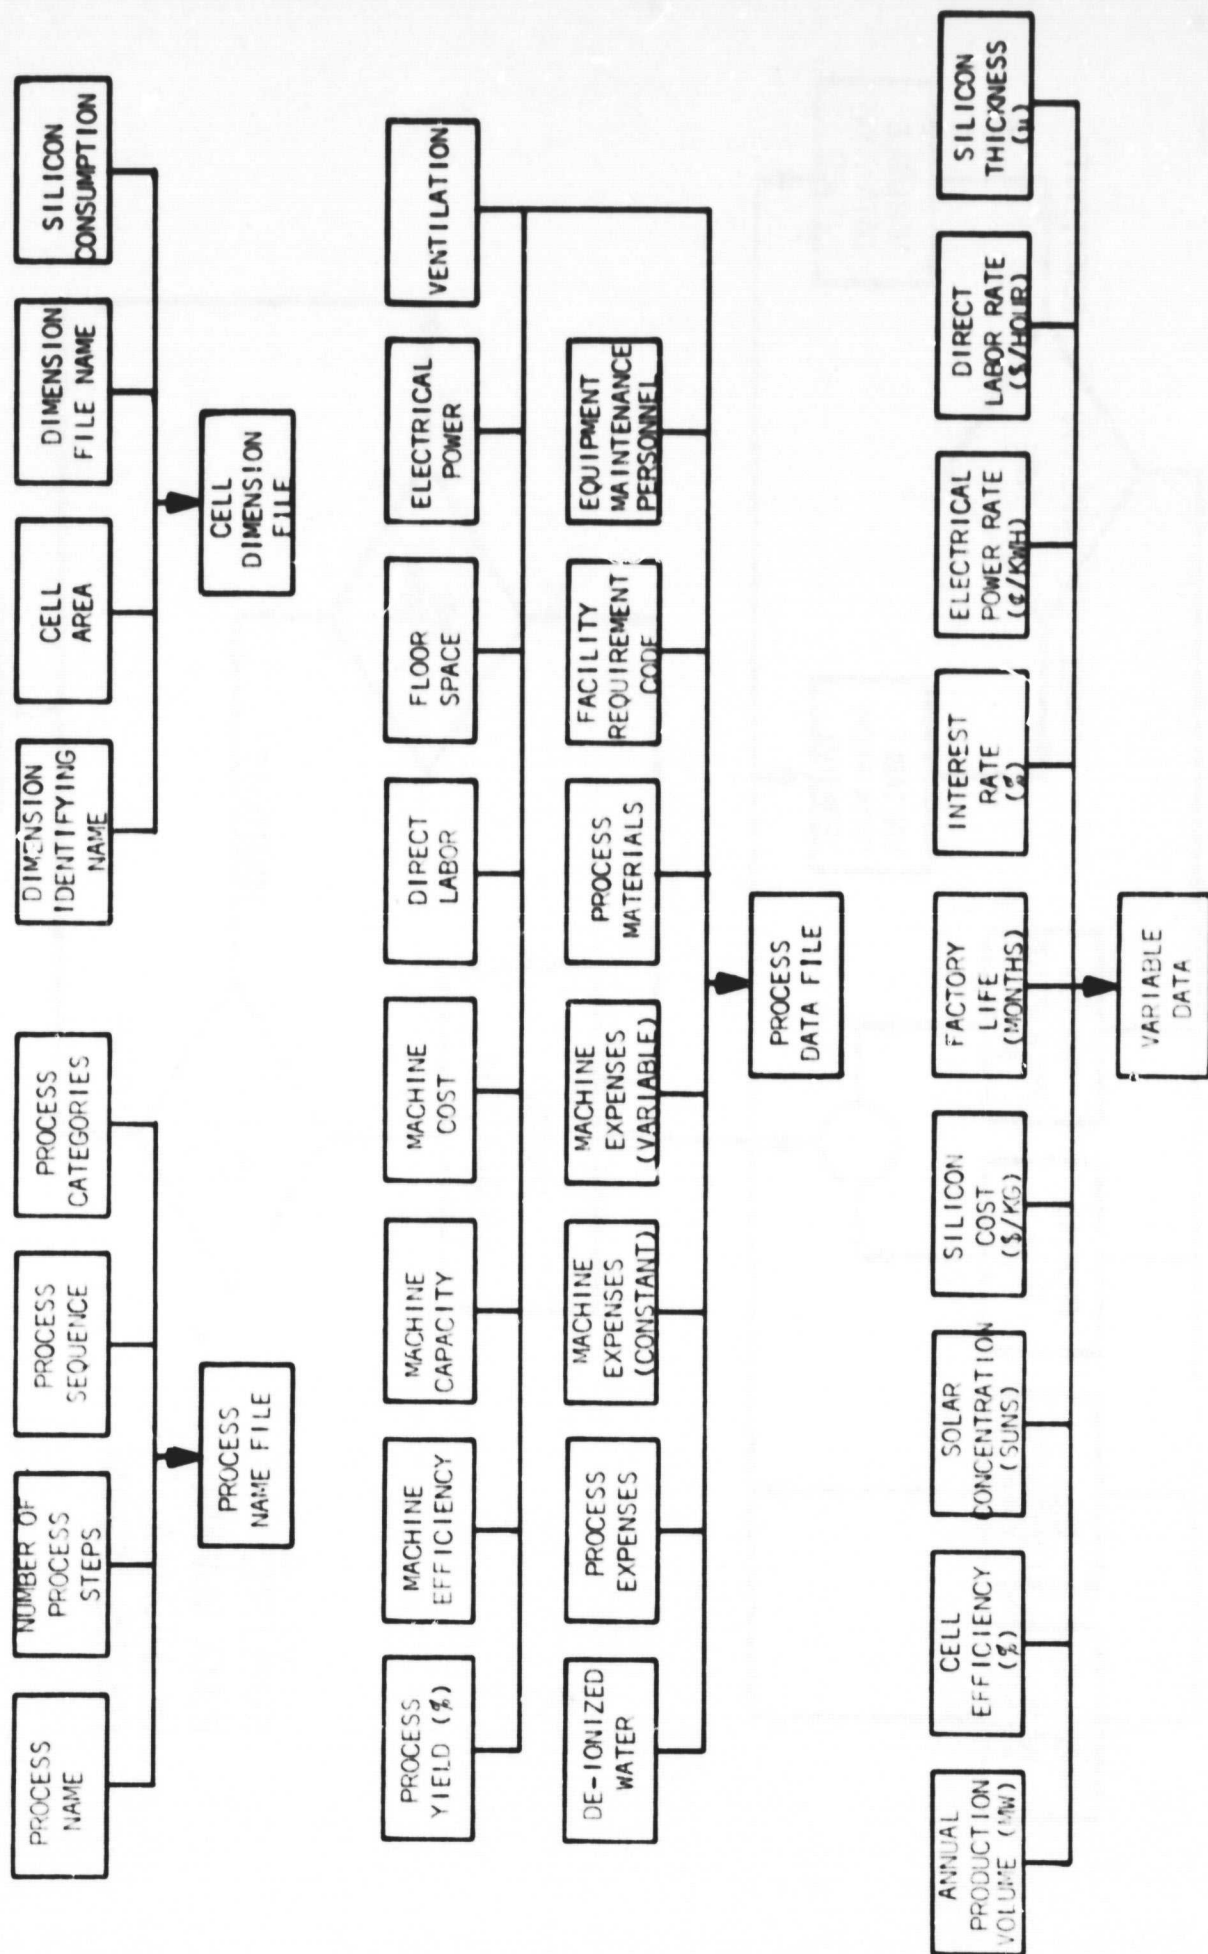 PROCESS
NAME
NUMBER OF
PROCESS
STEPS
PROCESS
SEQUENCE
PROCESS
CATEGORIES
PROCESS
NAME FILE
DIMENSION
IDENTIFYING
NAME
CELL
AREA
DIMENSION
FILE NAME
SILICON
CONSUMPTION
CELL
DIMENSION
FILE
PROCESS
YIELD (%)
MACHINE
EFFICIENCY
MACHINE
CAPACITY
MACHINE
COST
DIRECT
LABOR
FLOOR
SPACE
ELECTRICAL
POWER
VENTILATION
DE-IONIZED
WATER
PROCESS
EXPENSES
MACHINE
EXPENSES
(CONSTANT)
MACHINE
EXPENSES
(VARIABLE)
PROCESS
MATERIALS
FACILITY
REQUIREMENT
CODE
EQUIPMENT
MAINTENANCE
PERSONNEL
PROCESS
DATA FILE
ANNUAL
PRODUCTION
VOLUME (MW)
CELL
EFFICIENCY
(%)
SOLAR
CONCENTRATION
(SUNS)
SILICON
COST
($/KG)
FACTORY
LIFE
(MONTHS)
INTEREST
RATE
(%)
ELECTRICAL
POWER RATE
(¢/KWH)
DIRECT
LABOR RATE
($/HOUR)
SILICON
THICKNESS
(μ)
VARIABLE
DATA